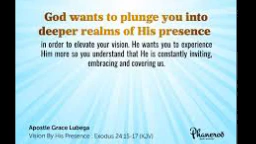 God wants to plunge you into
deeper realms of His presence
in order to elevate your vision. He wants you to experience
Him more so you understand that He is constantly inviting,
embracing and covering us.
Apostle Grace Lubega
Vision By His Presence Exodus 24:15-17 (KJV)
Phaneroo